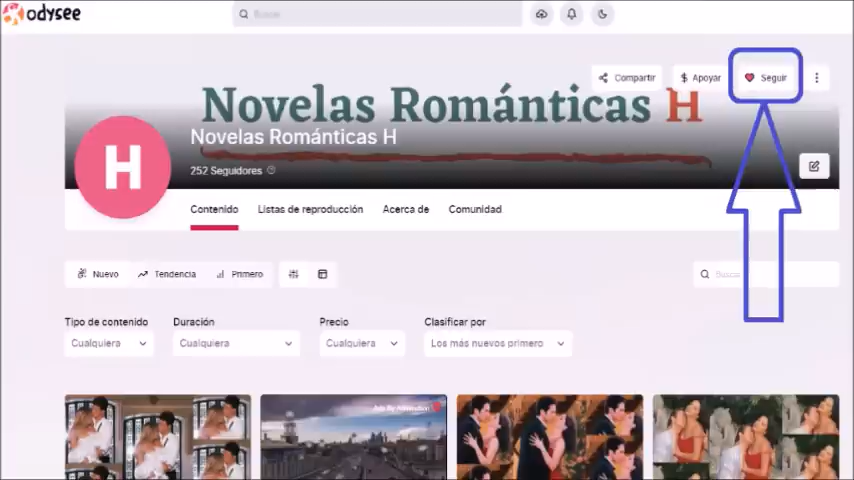 odysee
Buscar
Compartir
$ Apoyar
Seguir
Novelas Románticas H
Novelas Románticas H
H
252 Seguidores
Contenido
Listas de reproducción
Acerca de
Comunidad
Nuevo
Tendencia
Primero
Tipo de contenido
Duración
Precio
Clasificar por
Cualquiera
Cualquiera
Cualquiera
Los más nuevos primero